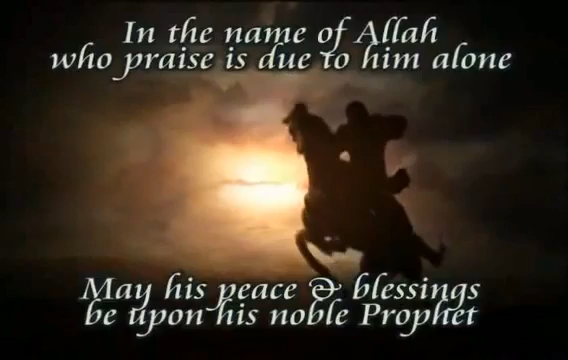 In the name of Allah
who praise is due to him alone
May his peace & blessings
be upon his noble Prophet